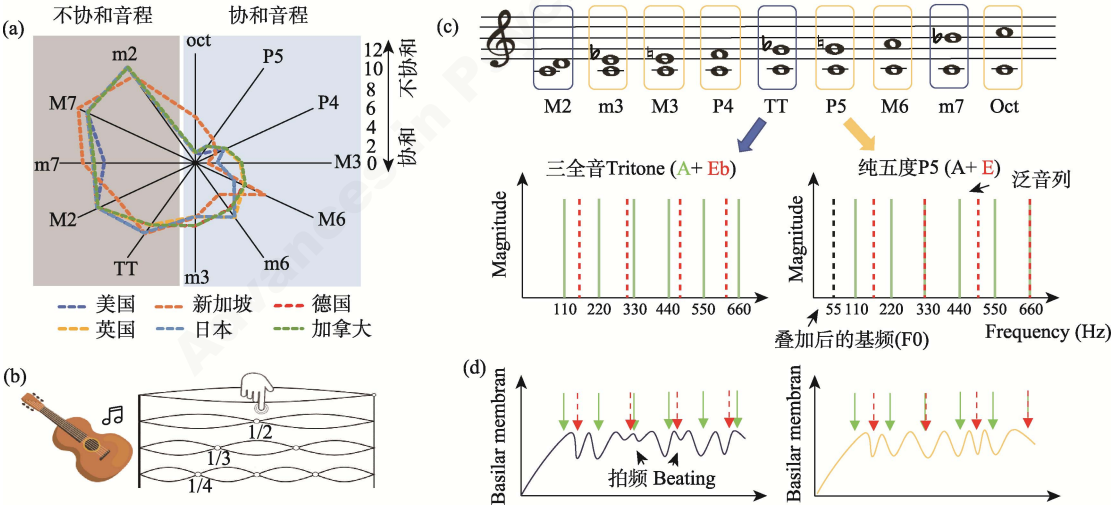 (a)
不协和音程
协和音程
oct
m2
P5
M7
P4
m7
M3
M2
M6
TT
m3
m6
12
10
8
6
4
2
0
不协和
协和
美国
新加坡
德国
英国
日本
加拿大
(b)
1/2
1/3
1/4
(c)
M2 m3 M3 P4 TT P5 M6 m7 Oct
三全音Tritone (A+ Eb)
Magnitude
110 220 330 440 550 660
纯五度P5 (A+ E)
泛音列
Magnitude
55 110 220 330 440 550 660
叠加后的基频(F0)
Frequency (Hz)
(d)
Basilar membran
拍频 Beating
Basilar membran